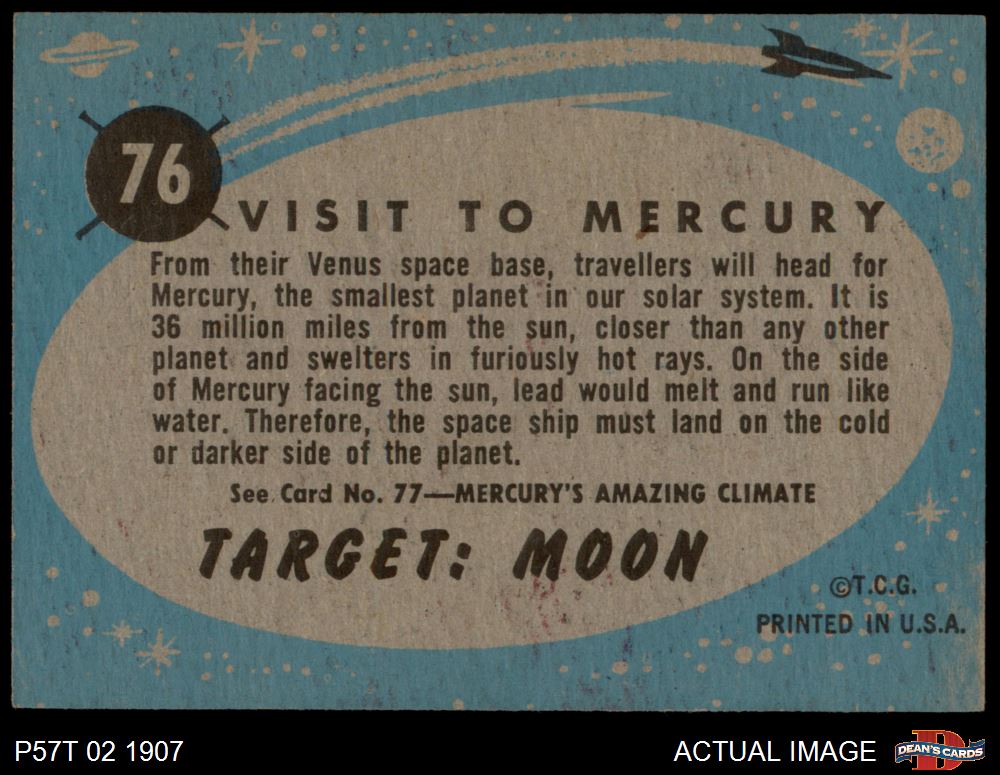 76
VISIT TO MERCURY
From their Venus space base, travellers will head for
Mercury, the smallest planet in our solar system. It is
36 million miles from the sun, closer than any other
planet and swelters in furiously hot rays. On the side
of Mercury facing the sun, lead would melt and run like
water. Therefore, the space ship must land on the cold
or darker side of the planet.
See Card No. 77—MERCURY'S AMAZING CLIMATE
TARGET: MOON
©T.C.G.
PRINTED IN U.S.A.
P57T 02 1907
ACTUAL IMAGE
DEAN'S CARDS